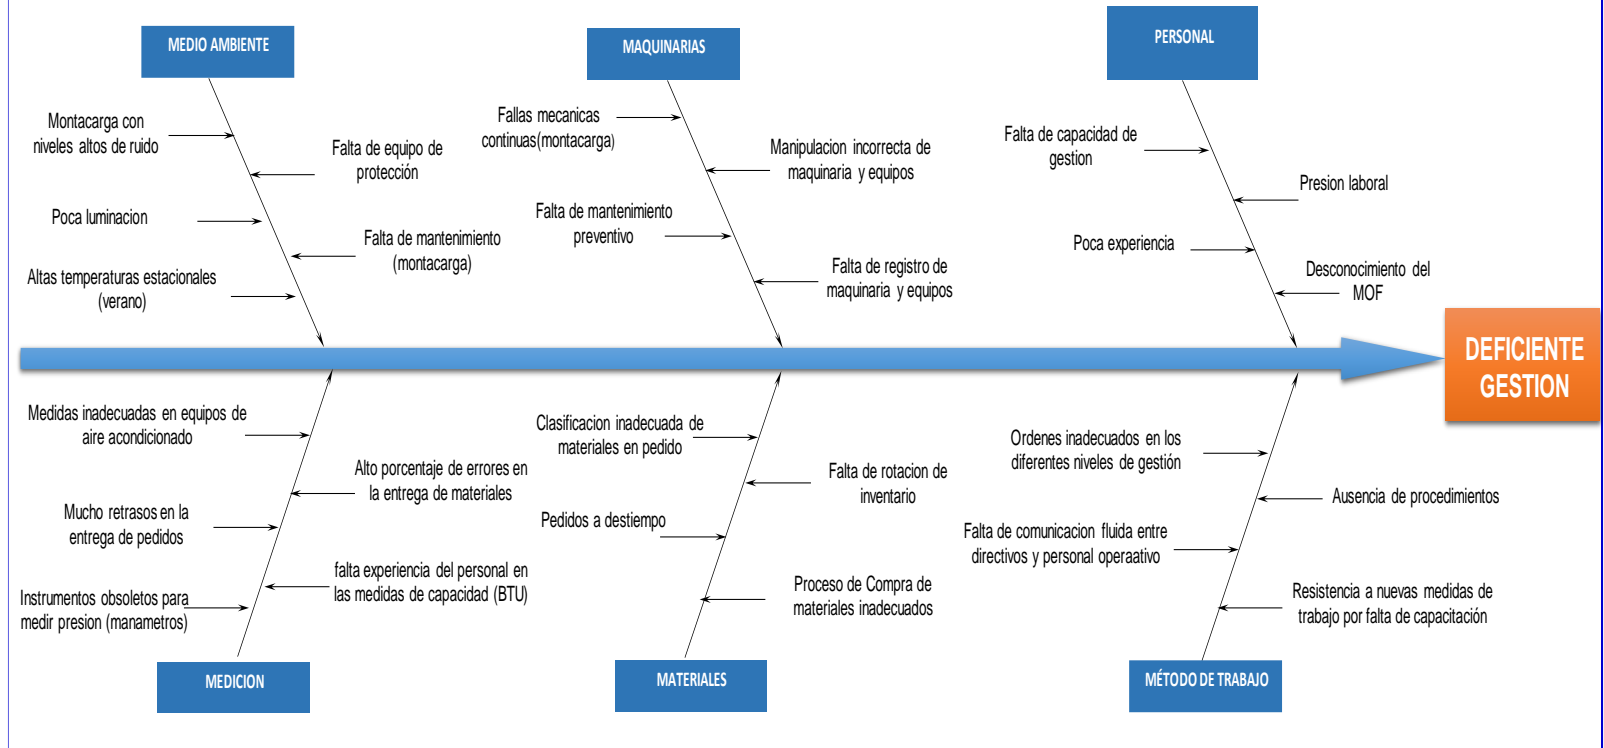 MEDIO AMBIENTE
Montacarga con
niveles altos de ruido
Falta de equipo de
protección
Poca luminacion
Falta de mantenimiento
(montacarga)
Altas temperaturas estacionales
(verano)
MAQUINARIAS
Fallas mecanicas
continuas(montacarga)
Manipulacion incorrecta de
maquinaria y equipos
Falta de mantenimiento
preventivo
Falta de registro de
maquinaria y equipos
PERSONAL
Falta de capacidad de
gestion
Presion laboral
Poca experiencia
Desconocimiento del
MOF
DEFICIENTE
GESTION
Medidas inadecuadas en equipos de
aire acondicionado
Alto porcentaje de errores en
la entrega de materiales
Mucho retrasos en la
entrega de pedidos
falta experiencia del personal en
las medidas de capacidad (BTU)
Instrumentos obsoletos para
medir presion (manametros)
MEDICION
Clasificacion inadecuada de
materiales en pedido
Falta de rotacion de
inventario
Pedidos a destiempo
Proceso de Compra de
materiales inadecuados
MATERIALES
Ordenes inadecuados en los
diferentes niveles de gestión
Ausencia de procedimientos
Falta de comunicacion fluida entre
directivos y personal operaativo
Resistencia a nuevas medidas de
trabajo por falta de capacitación
MÉTODO DE TRABAJO